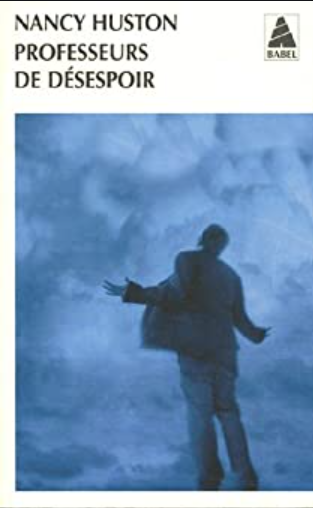 NANCY HUSTON
PROFESSEURS
DE DÉSESPOIR
BABEL